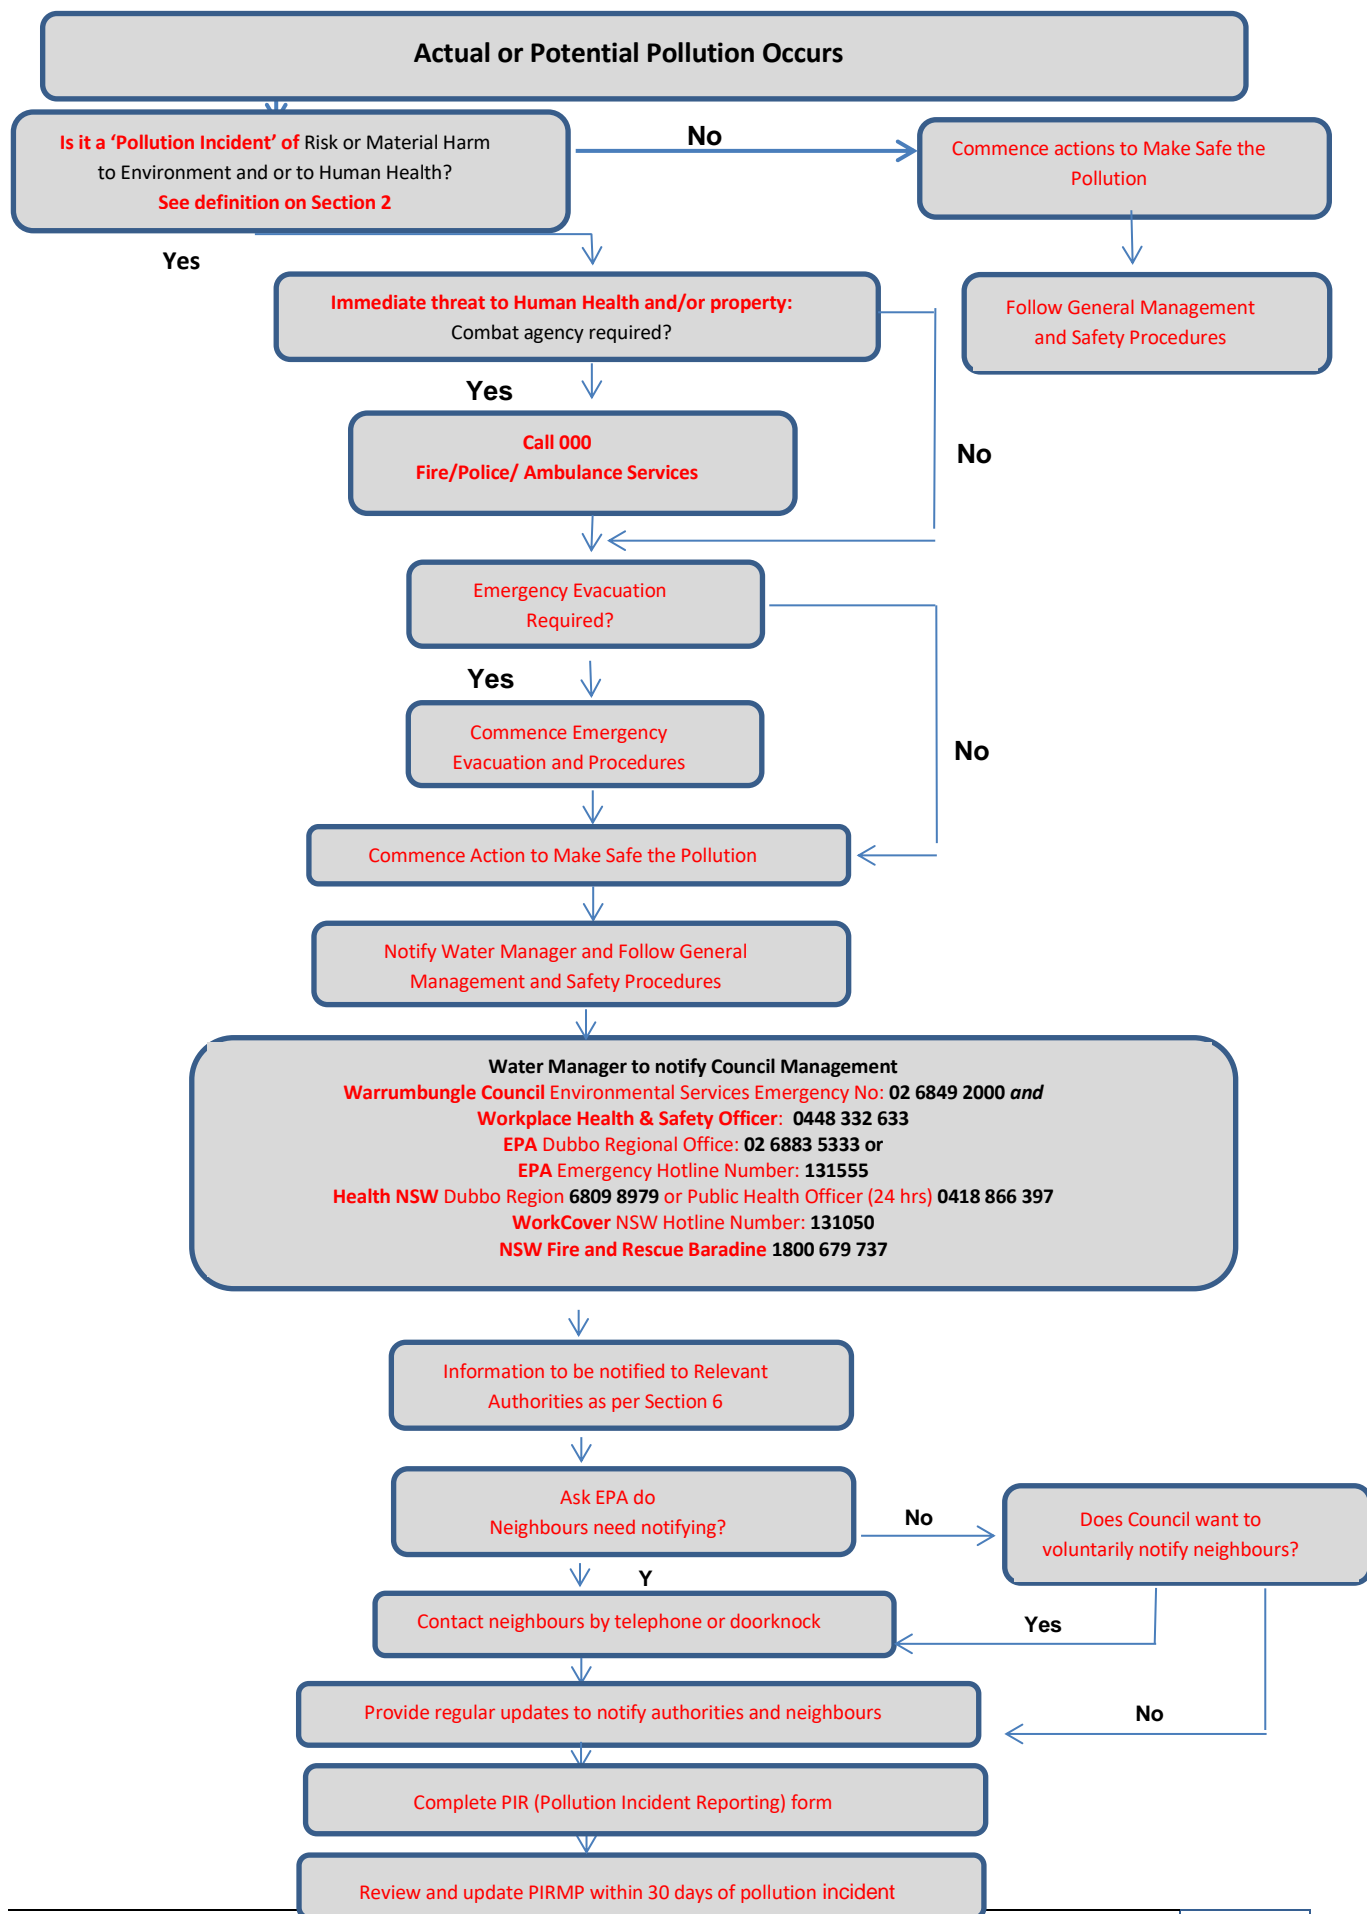 Actual or Potential Pollution Occurs
Is it a ‘Pollution Incident’ of Risk or Material Harm
to Environment and or to Human Health?
See definition on Section 2
No
Commence actions to Make Safe the
Pollution
Yes
Immediate threat to Human Health and/or property:
Combat agency required?
Follow General Management
and Safety Procedures
Yes
Call 000
Fire/Police/ Ambulance Services
No
Emergency Evacuation
Required?
Yes
Commence Emergency
Evacuation and Procedures
No
Commence Action to Make Safe the Pollution
Notify Water Manager and Follow General
Management and Safety Procedures
Water Manager to notify Council Management
Warrumbungle Council Environmental Services Emergency No: 02 6849 2000 and
Workplace Health & Safety Officer: 0448 332 633
EPA Dubbo Regional Office: 02 6883 5333 or
EPA Emergency Hotline Number: 131555
Health NSW Dubbo Region 6809 8979 or Public Health Officer (24 hrs) 0418 866 397
WorkCover NSW Hotline Number: 131050
NSW Fire and Rescue Baradine 1800 679 737
Information to be notified to Relevant
Authorities as per Section 6
Ask EPA do
Neighbours need notifying?
No
Does Council want to
voluntarily notify neighbours?
Y
Contact neighbours by telephone or doorknock
Yes
Provide regular updates to notify authorities and neighbours
No
Complete PIR (Pollution Incident Reporting) form
Review and update PIRMP within 30 days of pollution incident